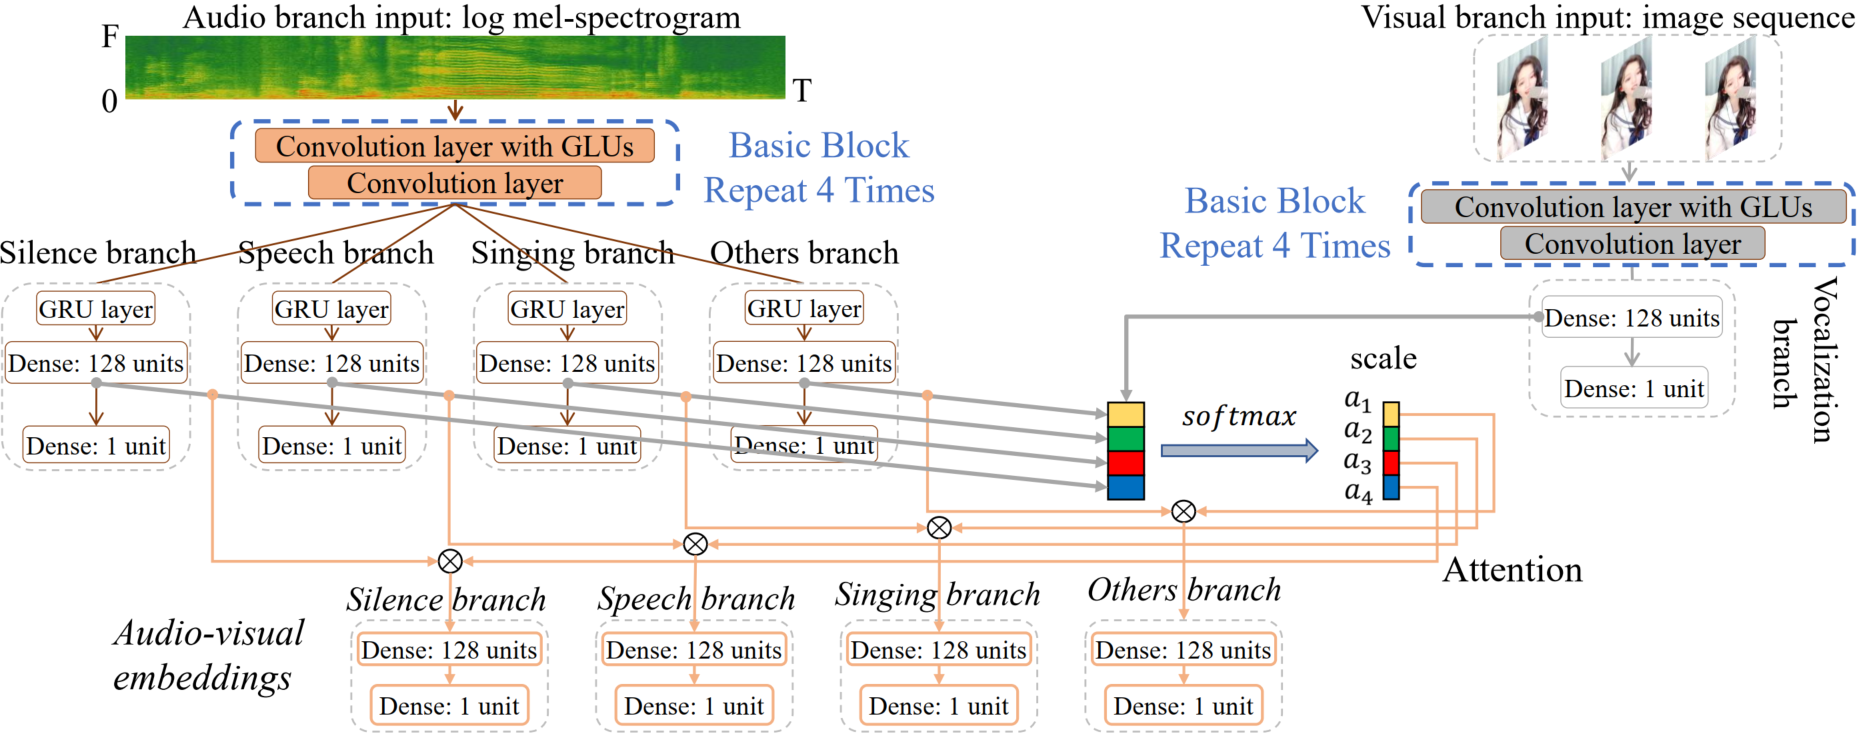 Audio branch input: log mel-spectrogram
F
0
T
Convolution layer with GLUs
Convolution layer
Basic Block
Repeat 4 Times
Visual branch input: image sequence
Basic Block
Repeat 4 Times
Convolution layer with GLUs
Convolution layer
Silence branch
Speech branch
Singing branch
Others branch
GRU layer
GRU layer
GRU layer
GRU layer
Dense: 128 units
Dense: 128 units
Dense: 128 units
Dense: 128 units
Dense: 1 unit
Dense: 1 unit
Dense: 1 unit
Dense: 1 unit
Dense: 128 units
Dense: 1 unit
Vocalization
branch
softmax
scale
a1
a2
a3
a4
Attention
Audio-visual
embeddings
Silence branch
Speech branch
Singing branch
Others branch
Dense: 128 units
Dense: 128 units
Dense: 128 units
Dense: 128 units
Dense: 1 unit
Dense: 1 unit
Dense: 1 unit
Dense: 1 unit